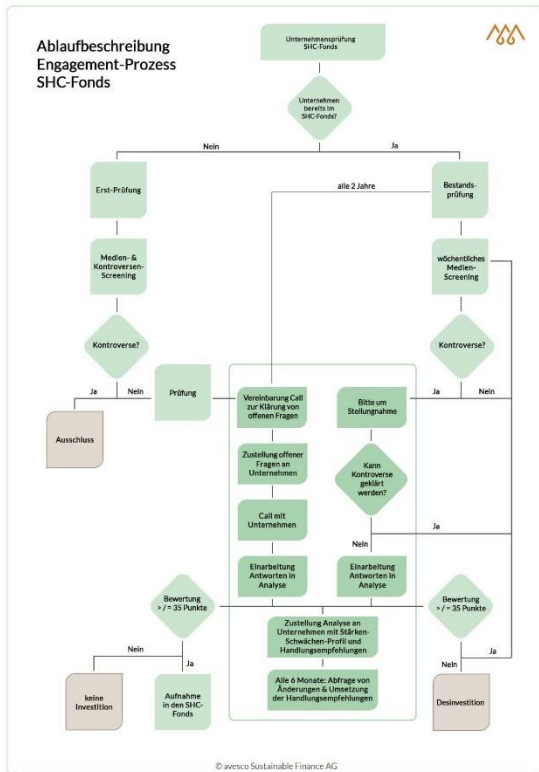 Ablaufbeschreibung
Engagement-Prozess
SHC-Fonds
Unternehmensprüfung
SHC-Fonds
Unternehmen
bereits im
SHC-Fonds?
Nein
Ja
Erst-Prüfung
alle 2 Jahre
Bestands-
prüfung
Medien- &
Kontroversen-
Screening
wöchentliches
Medien-
Screening
Kontroverse?
Kontroverse?
Ja
Nein
Prüfung
Vereinbarung Call
zur Klärung von
offenen Fragen
Bitte um
Stellungnahme
Ja
Nein
Ausschluss
Zustellung offener
Fragen an
Unternehmen
Kann
Kontroverse
geklärt
werden?
Call mit
Unternehmen
Ja
Nein
Einarbeitung
Antworten in
Analyse
Einarbeitung
Antworten in
Analyse
Bewertung
> / = 35 Punkte
Bewertung
> / = 35 Punkte
Zustellung Analyse an
Unternehmen mit Stärken-
Schwächen-Profil und
Handlungsempfehlungen
Nein
Ja
Ja
Nein
keine
Investition
Aufnahme
in den SHC-
Fonds
Alle 6 Monate: Abfrage von
Änderungen & Umsetzung
der Handlungsempfehlungen
Desinvestition
© avesco Sustainable Finance AG